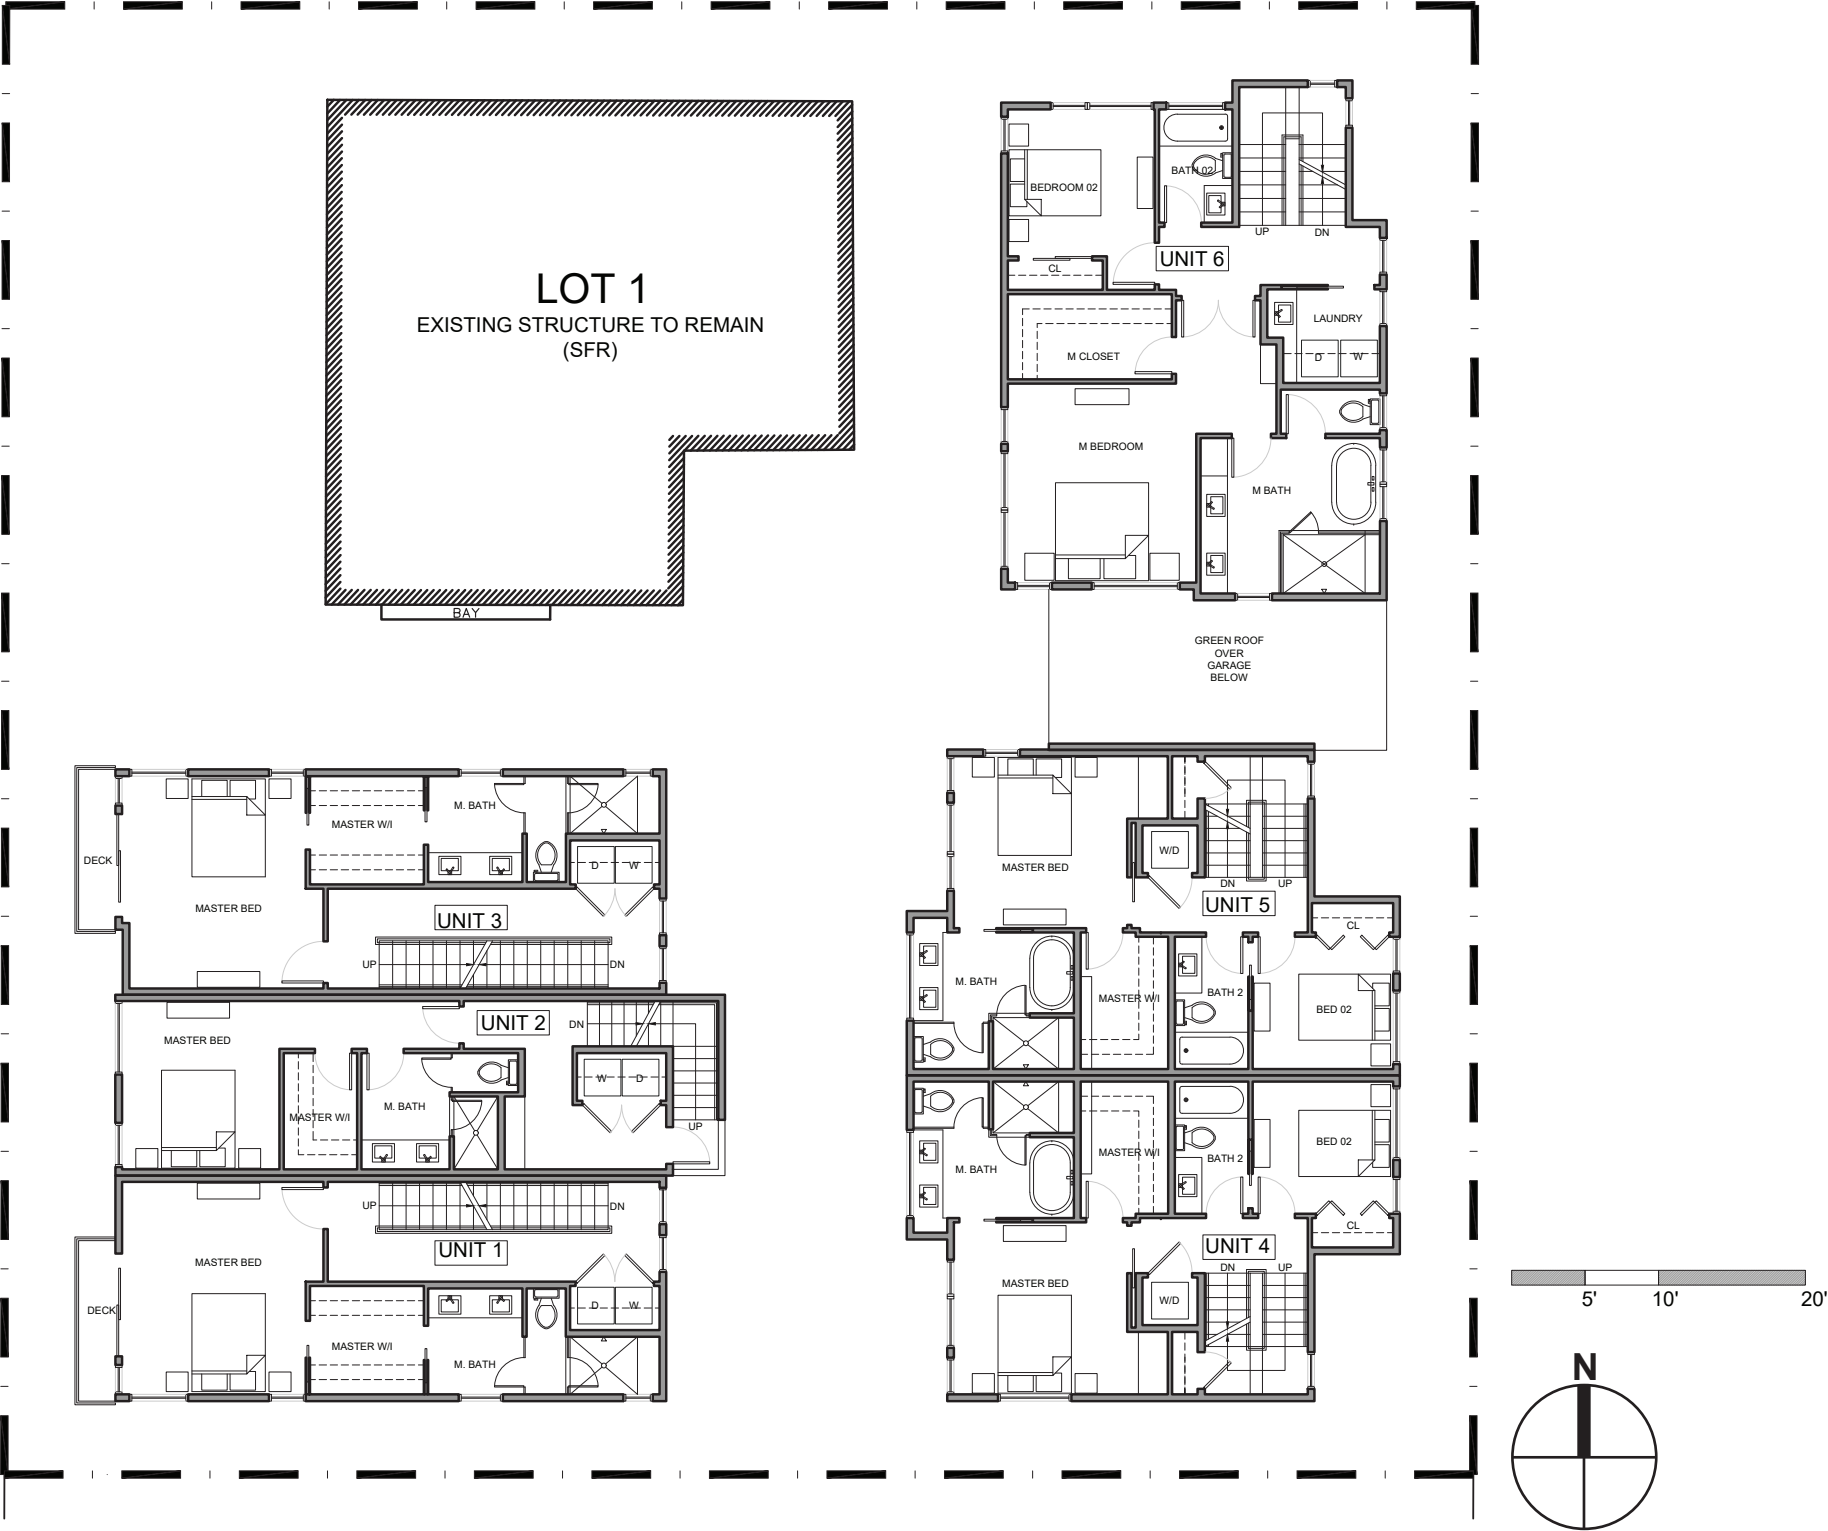 BEDROOM 02
BATH 02
UP
DN
UNIT 6
CL
LOT 1
EXISTING STRUCTURE TO REMAIN
(SFR)
LAUNDRY
M CLOSET
D
W
M BEDROOM
M BATH
BAY
GREEN ROOF
OVER
GARAGE
BELOW
M. BATH
MASTER W/I
DECK
D
W
MASTER BED
UNIT 3
UP
DN
W/D
MASTER BED
DN
UP
UNIT 5
CL
M. BATH
MASTER W/I
BATH 2
BED 02
UNIT 2
DN
MASTER BED
W
D
M. BATH
MASTER W/I
UP
M. BATH
MASTER W/I
BATH 2
BED 02
UP
DN
UNIT 1
MASTER BED
DECK
D
W
MASTER W/I
M. BATH
CL
UNIT 4
DN
UP
MASTER BED
W/D
5'
10'
20'
N